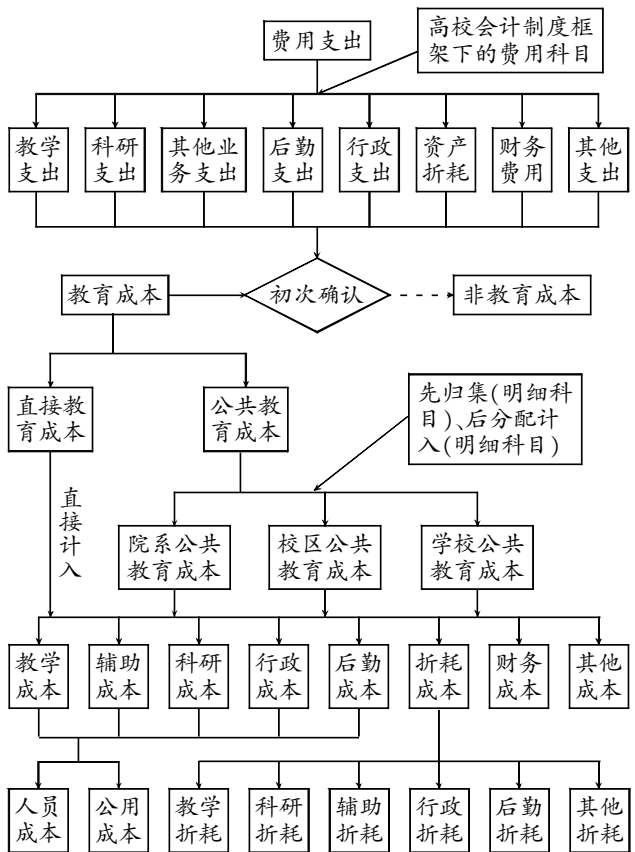 费用支出
高校会计制度框
架下的费用科目
教学
支出
科研
支出
其他业
务支出
后勤
支出
行政
支出
资产
折耗
财务
费用
其他
支出
教育成本
初次确认
非教育成本
直接教
育成本
公共教
育成本
先归集(明细科
目)、后分配计
入(明细科目)
直
接
计
入
院系公共
教育成本
校区公共
教育成本
学校公共
教育成本
教学
成本
辅助
成本
科研
成本
行政
成本
后勤
成本
折耗
成本
财务
成本
其他
成本
人员
成本
公用
成本
教学
折耗
科研
折耗
辅助
折耗
行政
折耗
后勤
折耗
其他
折耗